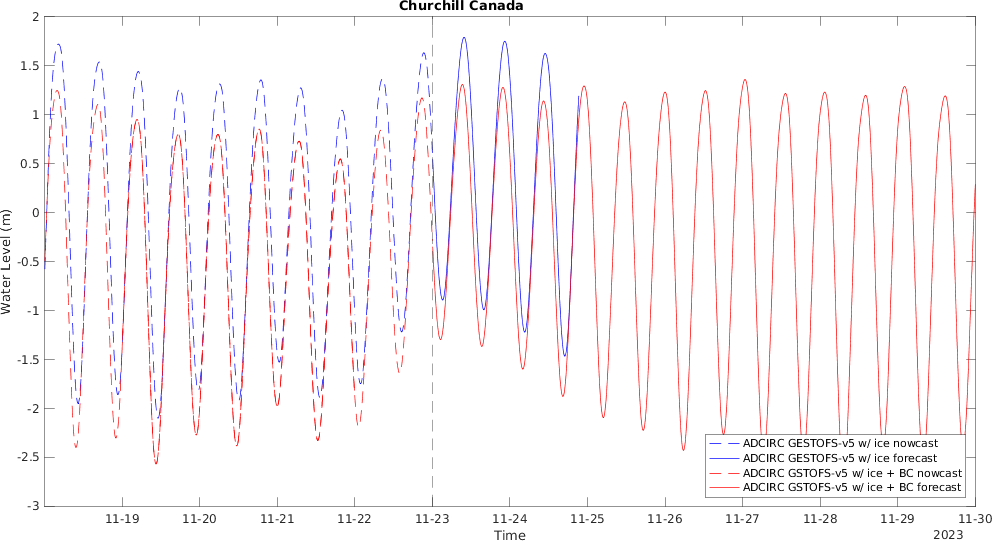 Churchill Canada
2
1.5
1
0.5
0
-0.5
-1
-1.5
-2
-2.5
-3
Water Level (m)
ADCIRC GESTOFS-v5 w/ ice nowcast
ADCIRC GESTOFS-v5 w/ ice forecast
ADCIRC GSTOFS-v5 w/ ice + BC nowcast
ADCIRC GSTOFS-v5 w/ ice + BC forecast
11-19 11-20 11-21 11-22 11-23 11-24 11-25 11-26 11-27 11-28 11-29 11-30
Time
2023